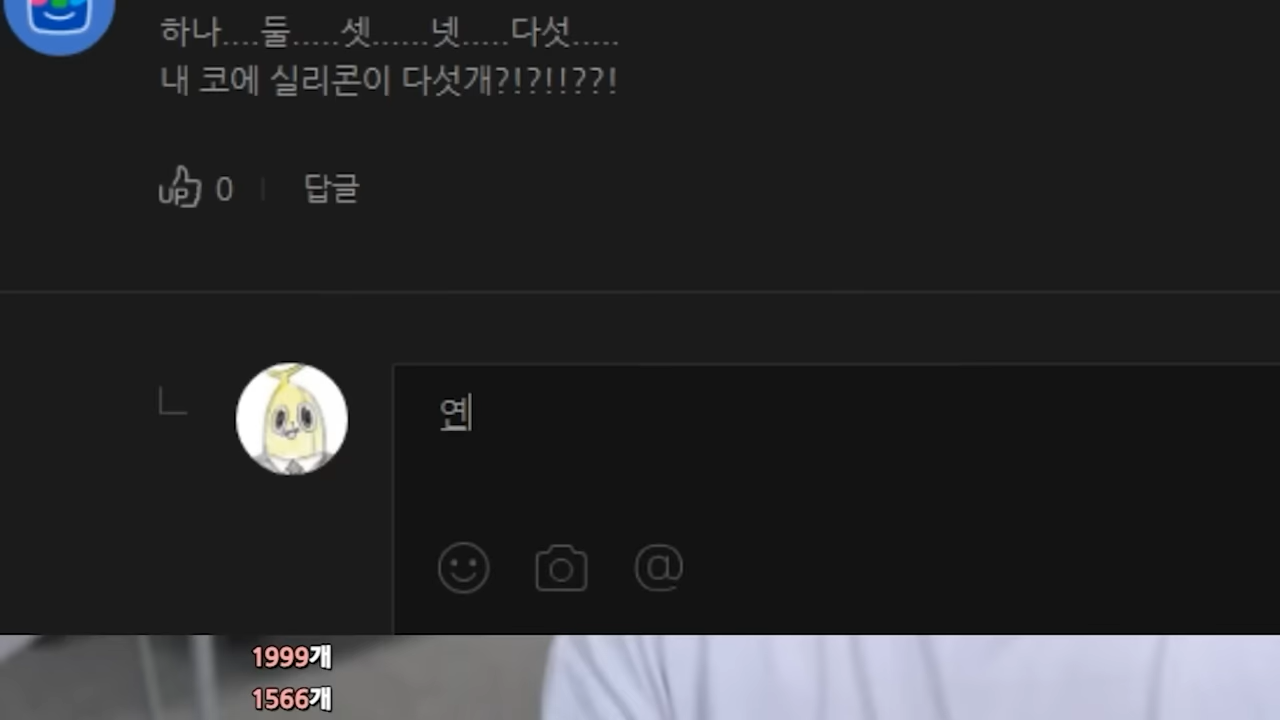 하나....둘.....셋......넷.....다섯.....
내 코에 실리콘이 다섯개?!?!!??!
UP 0 답글
연
@
1999개
1566개